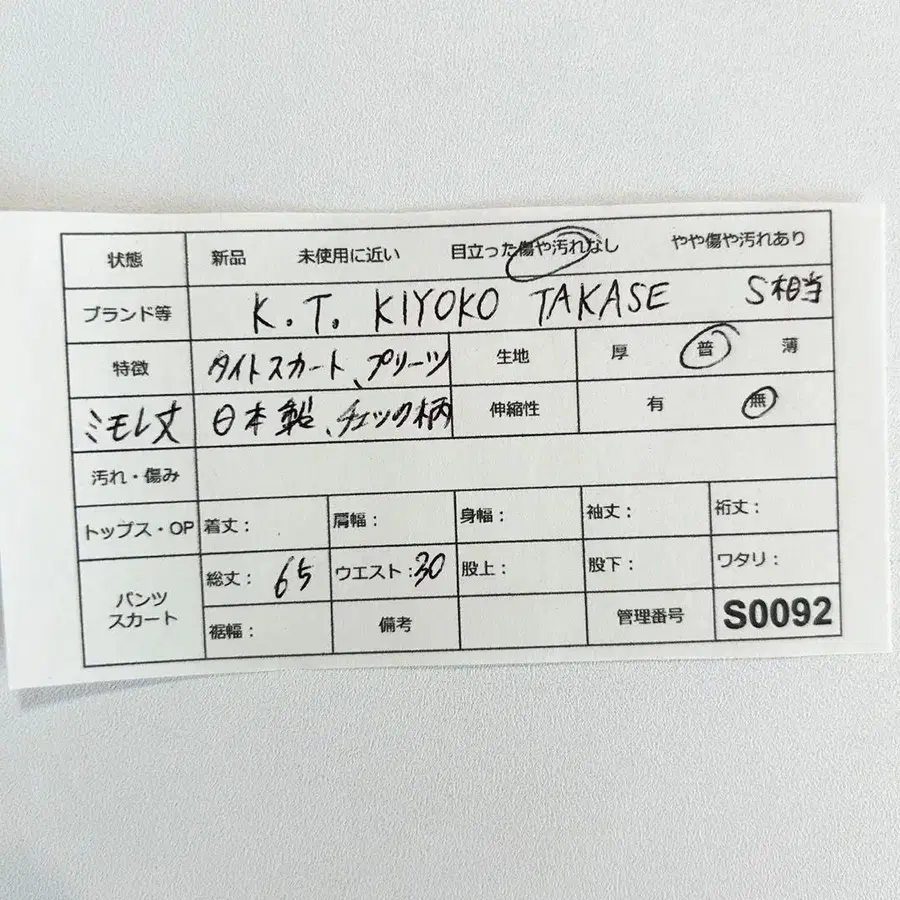 状態 新品 未使用に近い 目立った傷や汚れなし やや傷や汚れあり
ブランド等 K.T. KIYOKO TAKASE S相当
特徴 タイトスカート、プリーツ 生地 厚 普 薄
ミモレ丈 日本製、チェック柄 伸縮性 有 無
汚れ・傷み
トップス・OP 着丈： 肩幅： 身幅： 袖丈： 裄丈：
パンツ スカート 総丈： 65 ウエスト：30 股上： 股下： ワタリ：
裾幅： 備考 管理番号 S0092